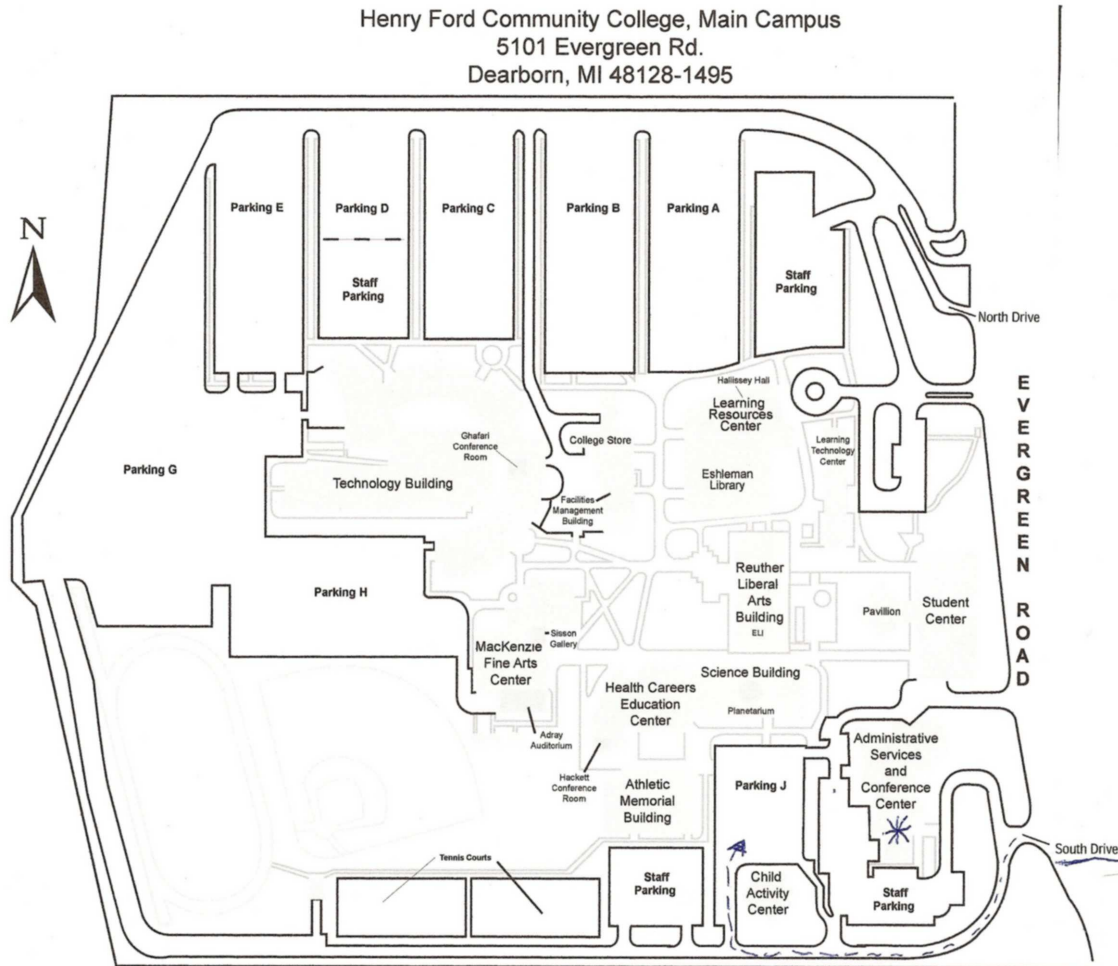 Henry Ford Community College, Main Campus
5101 Evergreen Rd.
Dearborn, MI 48128-1495
N
Parking E
Parking D
Parking C
Parking B
Parking A
Staff
Parking
Staff
Parking
North Drive
EVERGREEN ROAD
Hallissey Hall
Learning
Resources
Center
Ghafari
Conference
Room
College Store
Learning
Technology
Center
Parking G
Technology Building
Eshleman
Library
Facilities
Management
Building
Parking H
Reuther
Liberal
Arts
Building
ELI
Pavillion
Student
Center
Sisson
Gallery
MacKenzie
Fine Arts
Center
Science Building
Health Careers
Education
Center
Planetarium
Adray
Auditorium
Administrative
Services
and
Conference
Center
Hackett
Conference
Room
Athletic
Memorial
Building
Parking J
South Drive
Tennis Courts
Staff
Parking
Child
Activity
Center
Staff
Parking